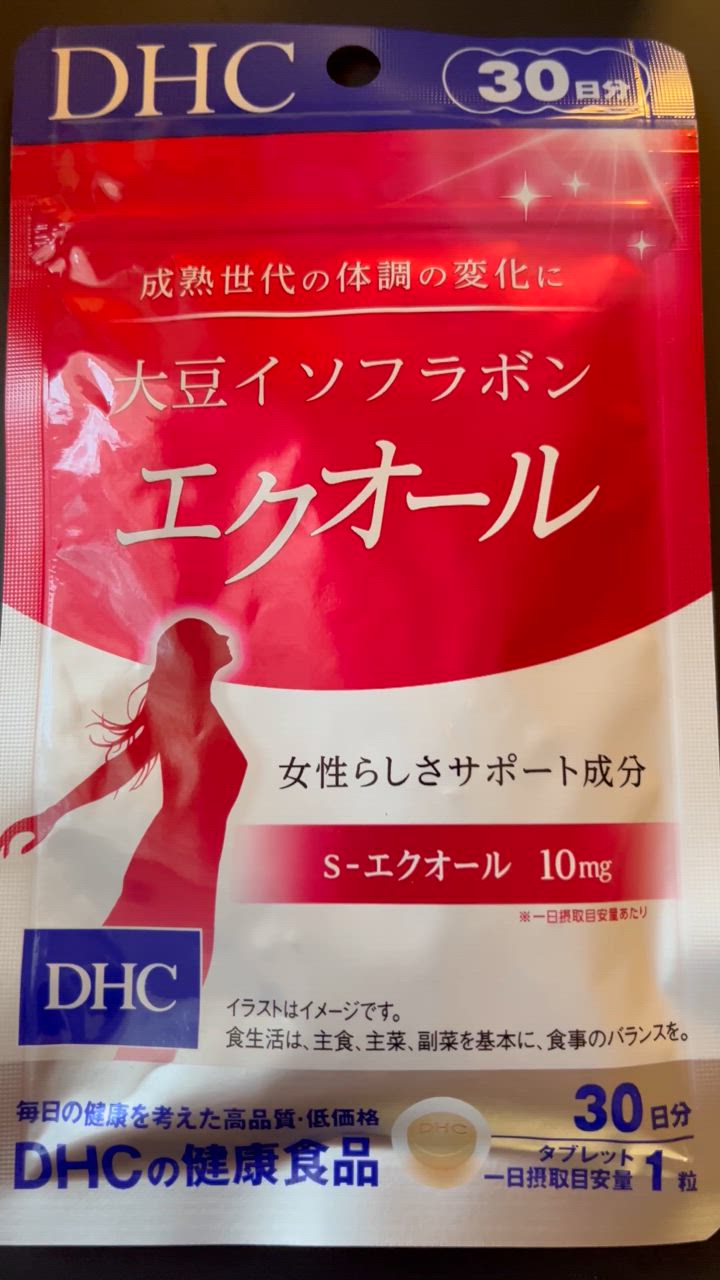 DHC
30日分
成熟世代の体調の変化に
大豆イソフラボン
エクオール
女性らしさサポート成分
S-エクオール 10mg
※一日摂取目安量あたり
DHC
イラストはイメージです。
食生活は、主食、主菜、副菜を基本に、食事のバランスを。
毎日の健康を考えた高品質・低価格
DHCの健康食品
DHC
30日分
タブレット
一日摂取目安量 1粒